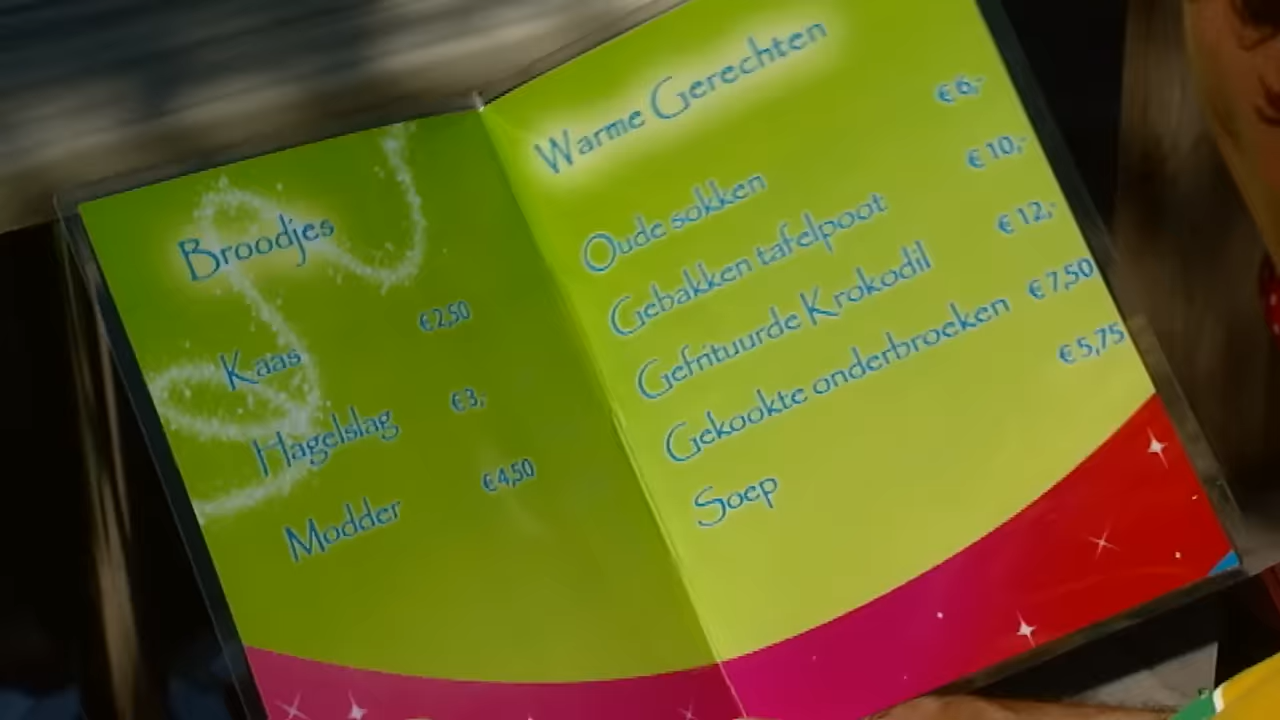 Broodjes
Kaas €2,50
Hagelslag €3,-
Modder €4,50
Warme Gerechten
Oude sokken €6,-
Gebakken tafelpoot €10,-
Gefrituurde Krokodil €12,-
Gekookte onderbroeken €7,50
Soep €5,75